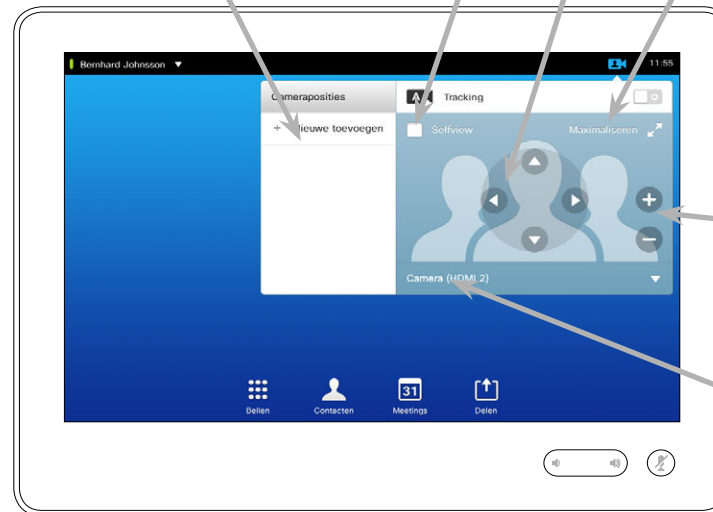 Bernhard Johnsson
11:55
Cameraposities
A
Tracking
+ Nieuwe toevoegen
Selfview
Maximaliseren
Camera (HDMI 2)
31
Bellen
Contacten
Meetings
Delen